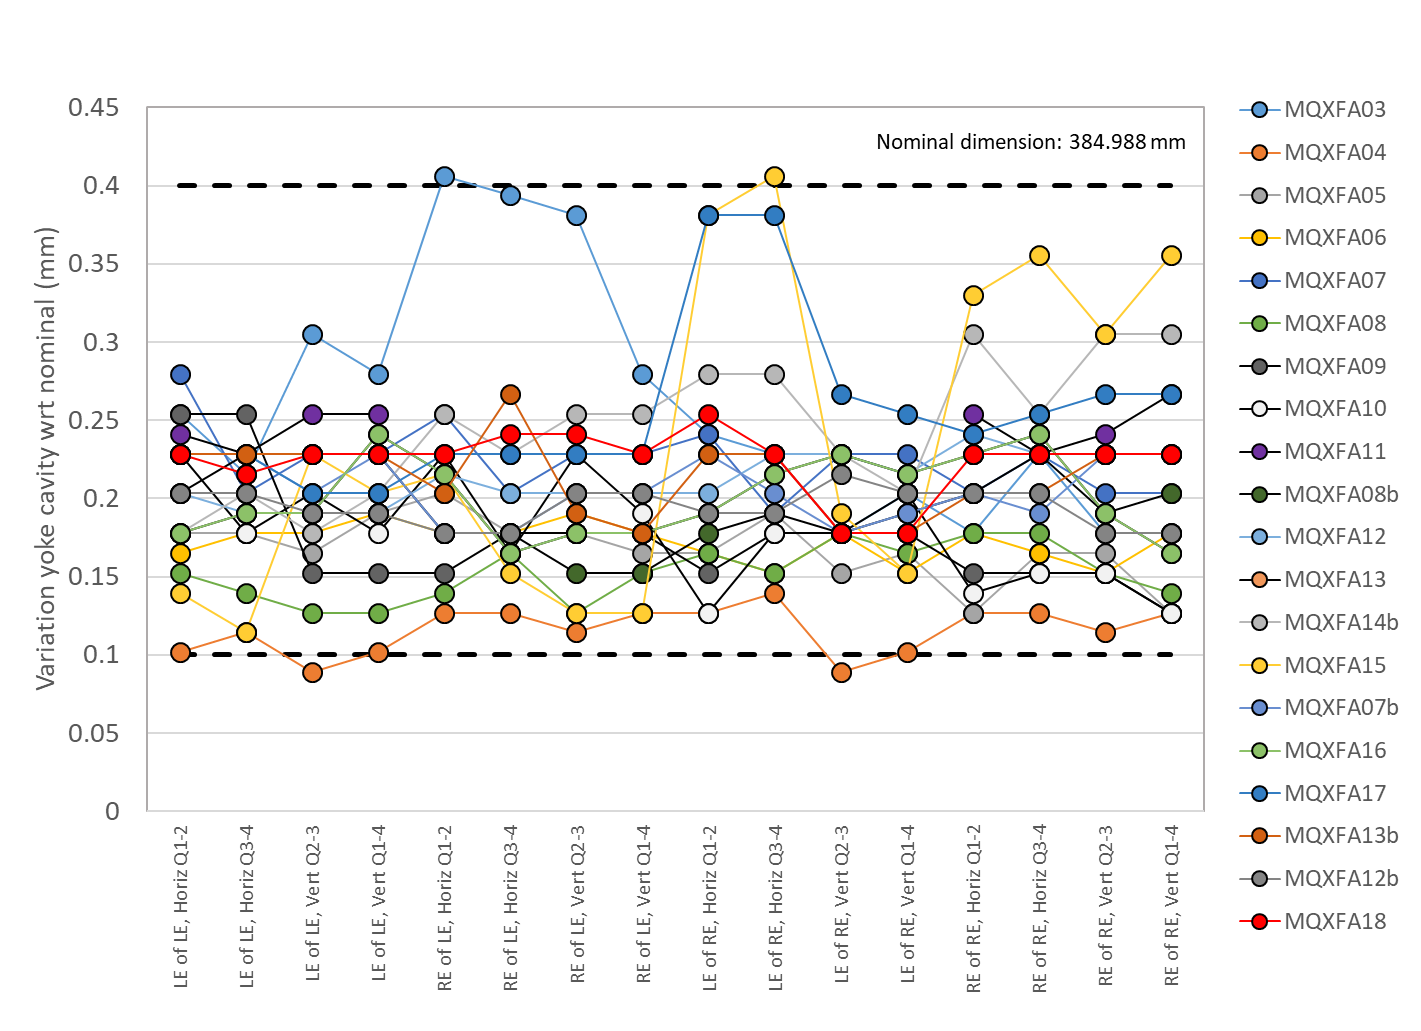 Nominal dimension: 384.988 mm
Variation yoke cavity wrt nominal (mm)
0.45
0.4
0.35
0.3
0.25
0.2
0.15
0.1
0.05
0
LE of LE, Horiz Q1-2
LE of LE, Horiz Q3-4
LE of LE, Vert Q2-3
LE of LE, Vert Q1-4
RE of LE, Horiz Q1-2
RE of LE, Horiz Q3-4
RE of LE, Vert Q2-3
RE of LE, Vert Q1-4
LE of RE, Horiz Q1-2
LE of RE, Horiz Q3-4
LE of RE, Vert Q2-3
LE of RE, Vert Q1-4
RE of RE, Horiz Q1-2
RE of RE, Horiz Q3-4
RE of RE, Vert Q2-3
RE of RE, Vert Q1-4
MQXFA03
MQXFA04
MQXFA05
MQXFA06
MQXFA07
MQXFA08
MQXFA09
MQXFA10
MQXFA11
MQXFA08b
MQXFA12
MQXFA13
MQXFA14b
MQXFA15
MQXFA07b
MQXFA16
MQXFA17
MQXFA13b
MQXFA12b
MQXFA18